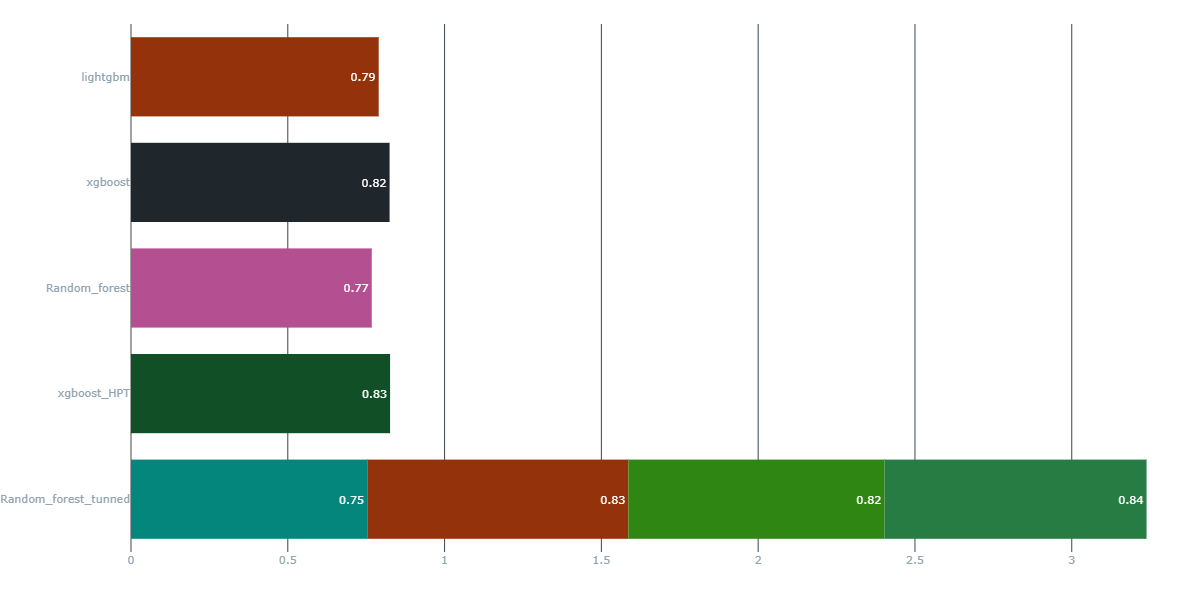 lightgbm 0.79
xgboost 0.82
Random_forest 0.77
xgboost_HPT 0.83
Random_forest_tunned 0.75 0.83 0.82 0.84
0 0.5 1 1.5 2 2.5 3